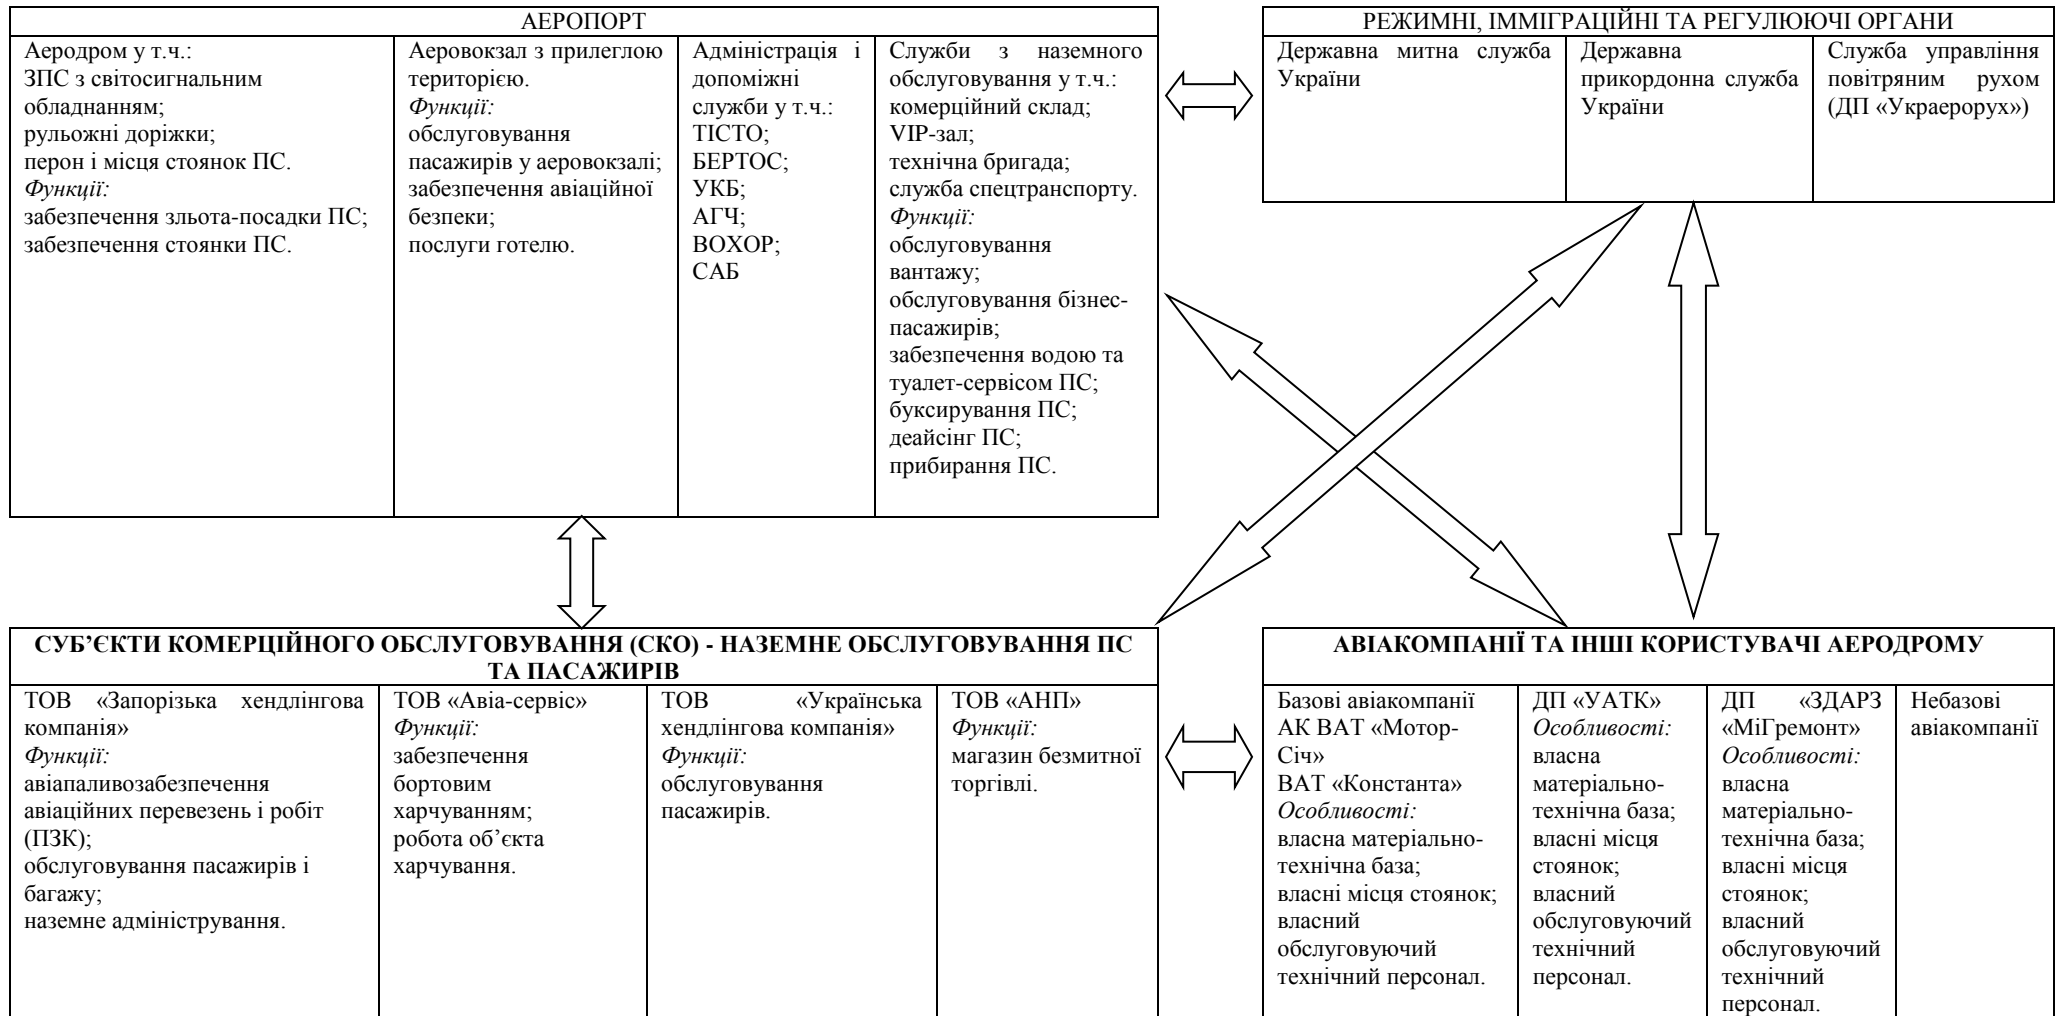 АЕРОПОРТ
Аеродром у т.ч.:
ЗПС з світосигнальним
обладнанням;
рульожні доріжки;
перон і місця стоянок ПС.
Функції:
забезпечення зльота-посадки ПС;
забезпечення стоянки ПС.
Аеровокзал з прилеглою
територією.
Функції:
обслуговування
пасажирів у аеровокзалі;
забезпечення авіаційної
безпеки;
послуги готелю.
Адміністрація і
допоміжні
служби у т.ч.:
ТІСТО;
БЕРТОС;
УКБ;
АГЧ;
ВОХОР;
САБ
Служби з наземного
обслуговування у т.ч.:
комерційний склад;
VIP-зал;
технічна бригада;
служба спецтранспорту.
Функції:
обслуговування
вантажу;
обслуговування бізнес-
пасажирів;
забезпечення водою та
туалет-сервісом ПС;
буксирування ПС;
деайсінг ПС;
прибирання ПС.
РЕЖИМНІ, ІММІГРАЦІЙНІ ТА РЕГУЛЮЮЧІ ОРГАНИ
Державна митна служба
України
Державна
прикордонна служба
України
Служба управління
повітряним рухом
(ДП «Украерорух»)
СУБ’ЄКТИ КОМЕРЦІЙНОГО ОБСЛУГОВУВАННЯ (СКО) - НАЗЕМНЕ ОБСЛУГОВУВАННЯ ПС
ТА ПАСАЖИРІВ
ТОВ «Запорізька хендлінгова
компанія»
Функції:
авіапаливозабезпечення
авіаційних перевезень і робіт
(ПЗК);
обслуговування пасажирів і
багажу;
наземне адміністрування.
ТОВ «Авіа-сервіс»
Функції:
забезпечення
бортовим
харчуванням;
робота об’єкта
харчування.
ТОВ «Українська
хендлінгова компанія»
Функції:
обслуговування
пасажирів.
ТОВ «АНП»
Функції:
магазин безмитної
торгівлі.
АВІАКОМПАНІЇ ТА ІНШІ КОРИСТУВАЧІ АЕРОДРОМУ
Базові авіакомпанії
АК ВАТ «Мотор-
Січ»
ВАТ «Константа»
Особливості:
власна матеріально-
технічна база;
власні місця стоянок;
власний
обслуговуючий
технічний персонал.
ДП «УАТК»
Особливості:
власна
матеріально-
технічна база;
власні місця
стоянок;
власний
обслуговуючий
технічний
персонал.
ДП «ЗДАРЗ
«МіГремонт»
Особливості:
власна
матеріально-
технічна база;
власні місця
стоянок;
власний
обслуговуючий
технічний
персонал.
Небазові
авіакомпанії